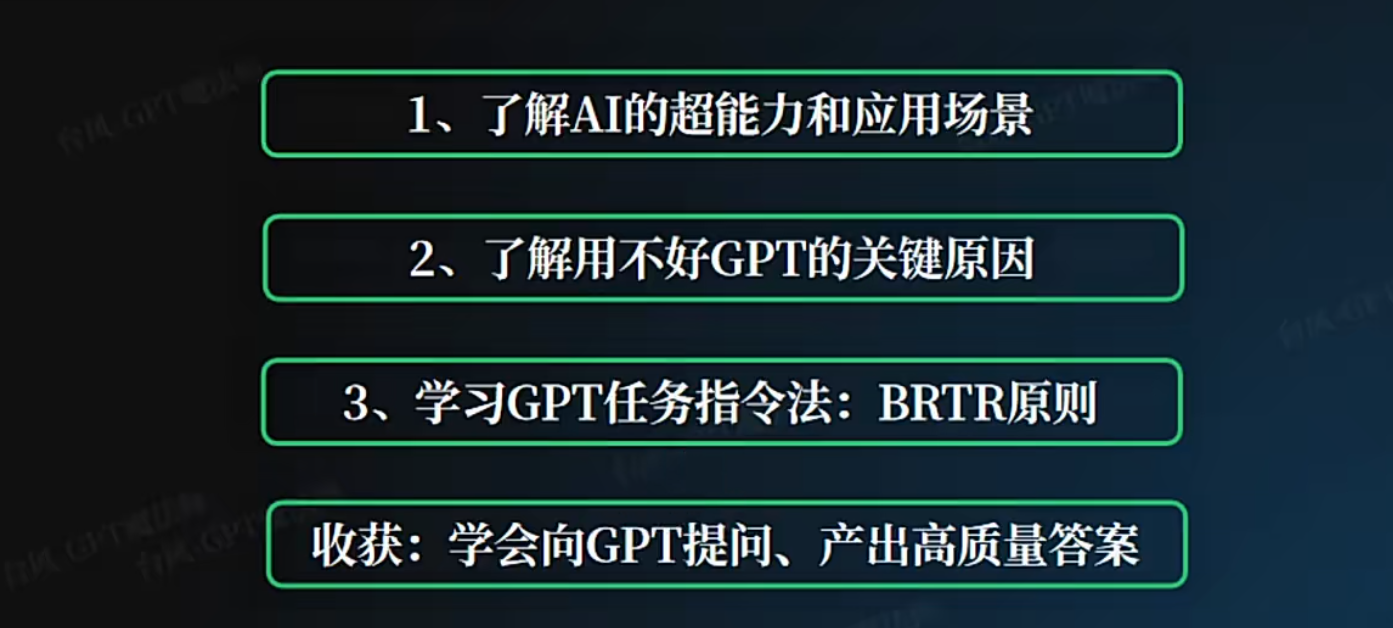 1、了解AI的超能力和应用场景
2、了解用不好GPT的关键原因
3、学习GPT任务指令法：BRTR原则
收获：学会向GPT提问、产出高质量答案